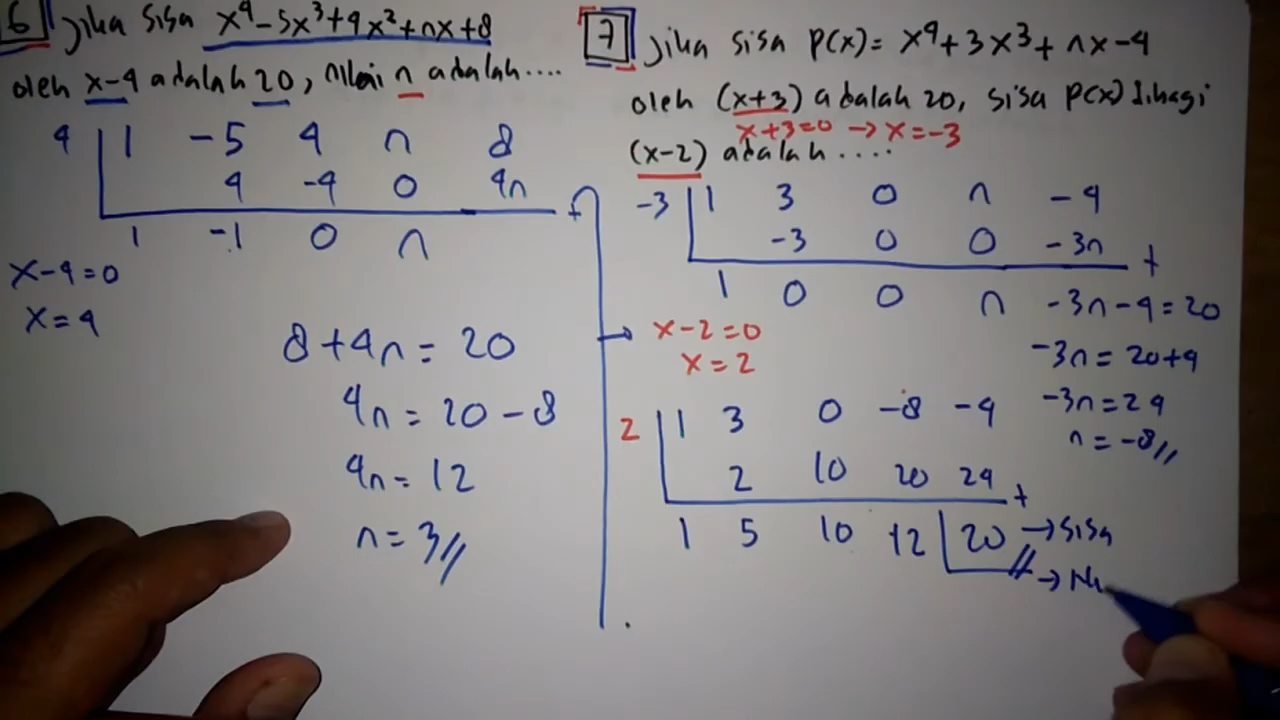 6 jika sisa x⁴-5x³+4x²+nx+8
oleh x-4 adalah 20, nilai n adalah....
4 | 1 -5 4 n 8
4 -4 0 4n +
1 -1 0 n
x-4=0
x=4
8+4n=20
4n=20-8
4n=12
n=3//
7 jika sisa p(x)=x⁴+3x³+nx-4
oleh (x+3) adalah 20, sisa p(x) dibagi
x+3=0 → x=-3
(x-2) adalah....
-3 | 1 3 0 n -4
-3 0 0 -3n +
1 0 0 n -3n-4=20
-3n=20+4
-3n=24
n=-8//
x-2=0
x=2
2 | 1 3 0 -8 -4
2 10 20 24 +
1 5 10 12 | 20 → sisa